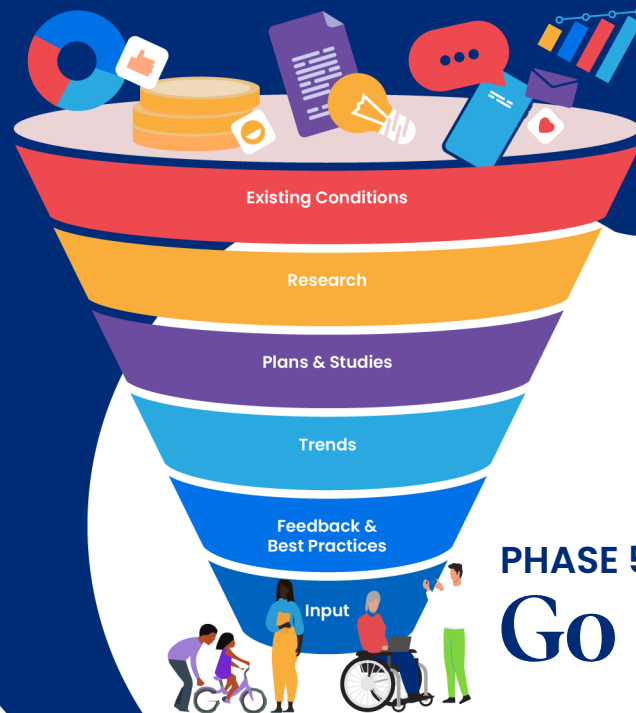 Existing Conditions
Research
Plans & Studies
Trends
Feedback &
Best Practices
Input
PHASE 5
Go